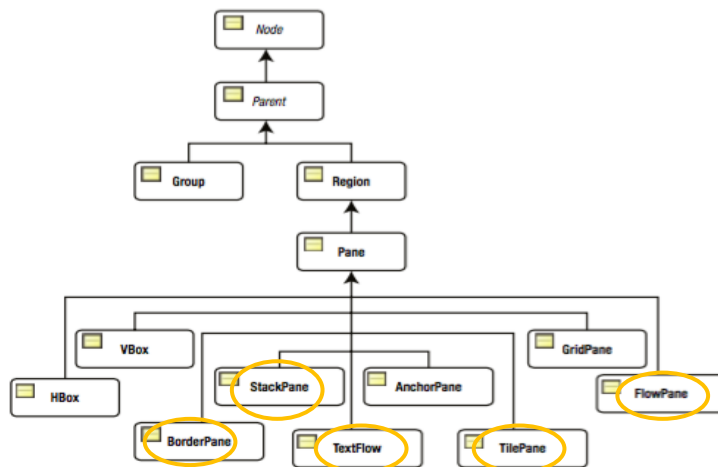 Node
Parent
Group
Region
Pane
VBox
GridPane
HBox
StackPane
AnchorPane
FlowPane
BorderPane
TextFlow
TilePane